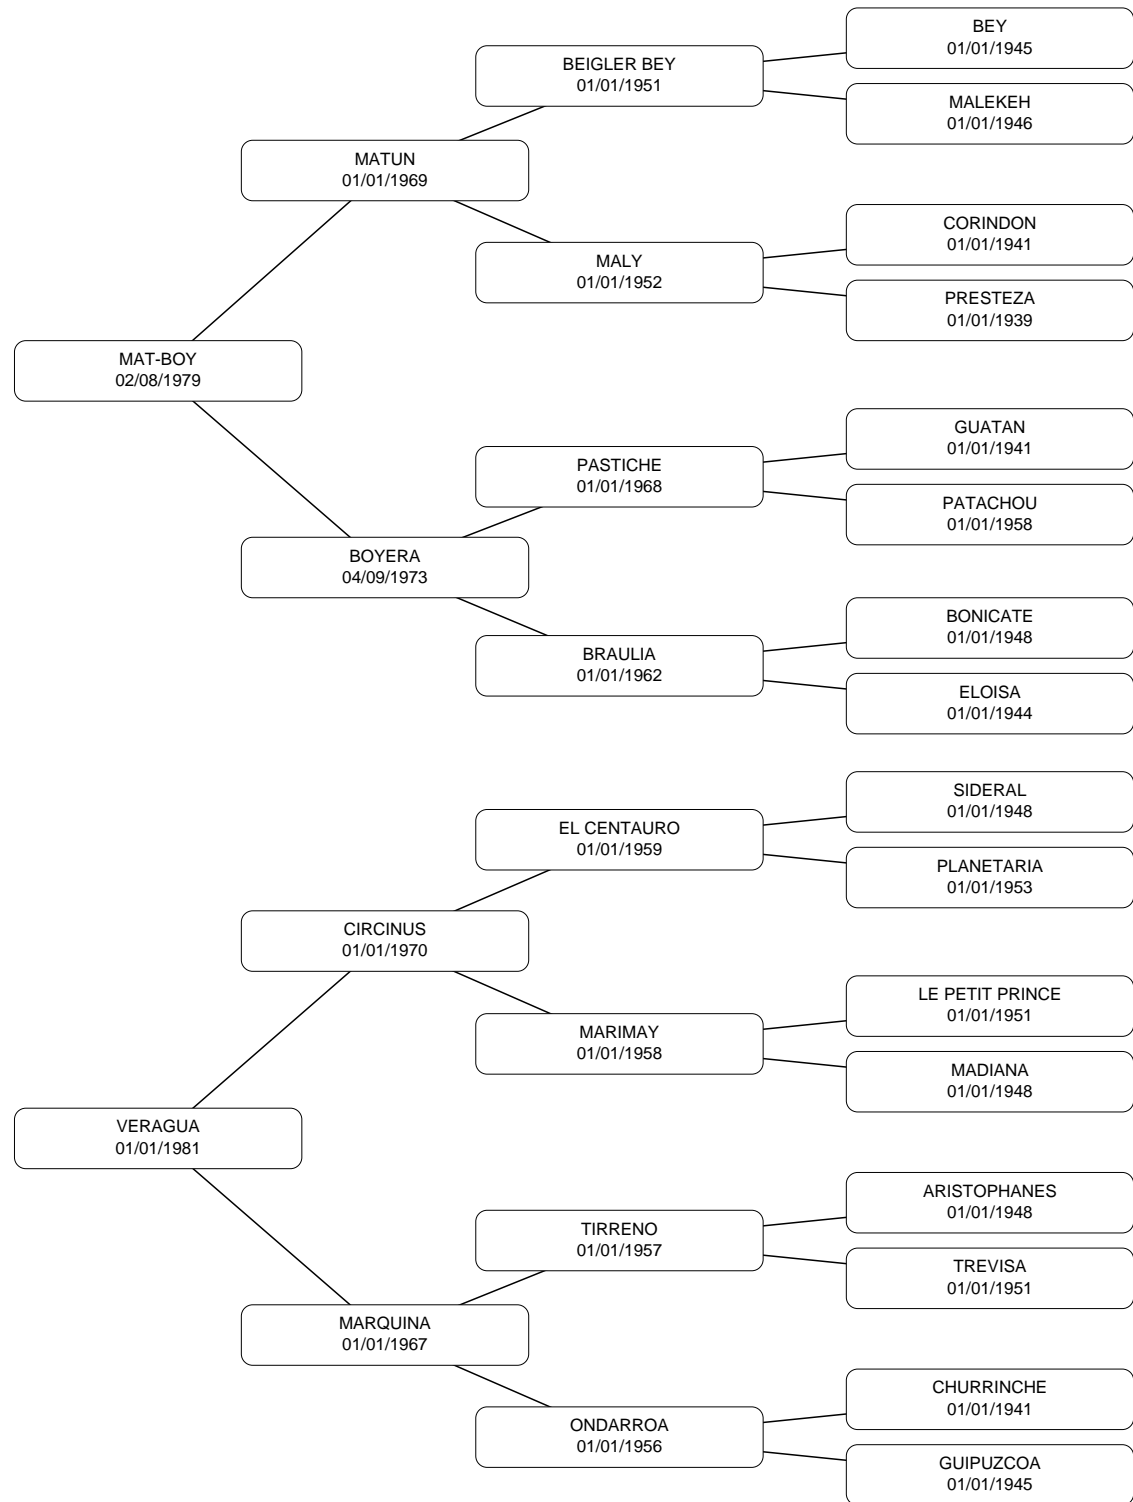 BEY
01/01/1945
BEIGLER BEY
01/01/1951
MALEKEH
01/01/1946
MATUN
01/01/1969
CORINDON
01/01/1941
MALY
01/01/1952
PRESTEZA
01/01/1939
MAT-BOY
02/08/1979
GUATAN
01/01/1941
PASTICHE
01/01/1968
PATACHOU
01/01/1958
BOYERA
04/09/1973
BONICATE
01/01/1948
BRAULIA
01/01/1962
ELOISA
01/01/1944
SIDERAL
01/01/1948
EL CENTAURO
01/01/1959
PLANETARIA
01/01/1953
CIRCINUS
01/01/1970
LE PETIT PRINCE
01/01/1951
MARIMAY
01/01/1958
MADIANA
01/01/1948
VERAGUA
01/01/1981
ARISTOPHANES
01/01/1948
TIRRENO
01/01/1957
TREVISA
01/01/1951
MARQUINA
01/01/1967
CHURRINCHE
01/01/1941
ONDARROA
01/01/1956
GUIPUZCOA
01/01/1945